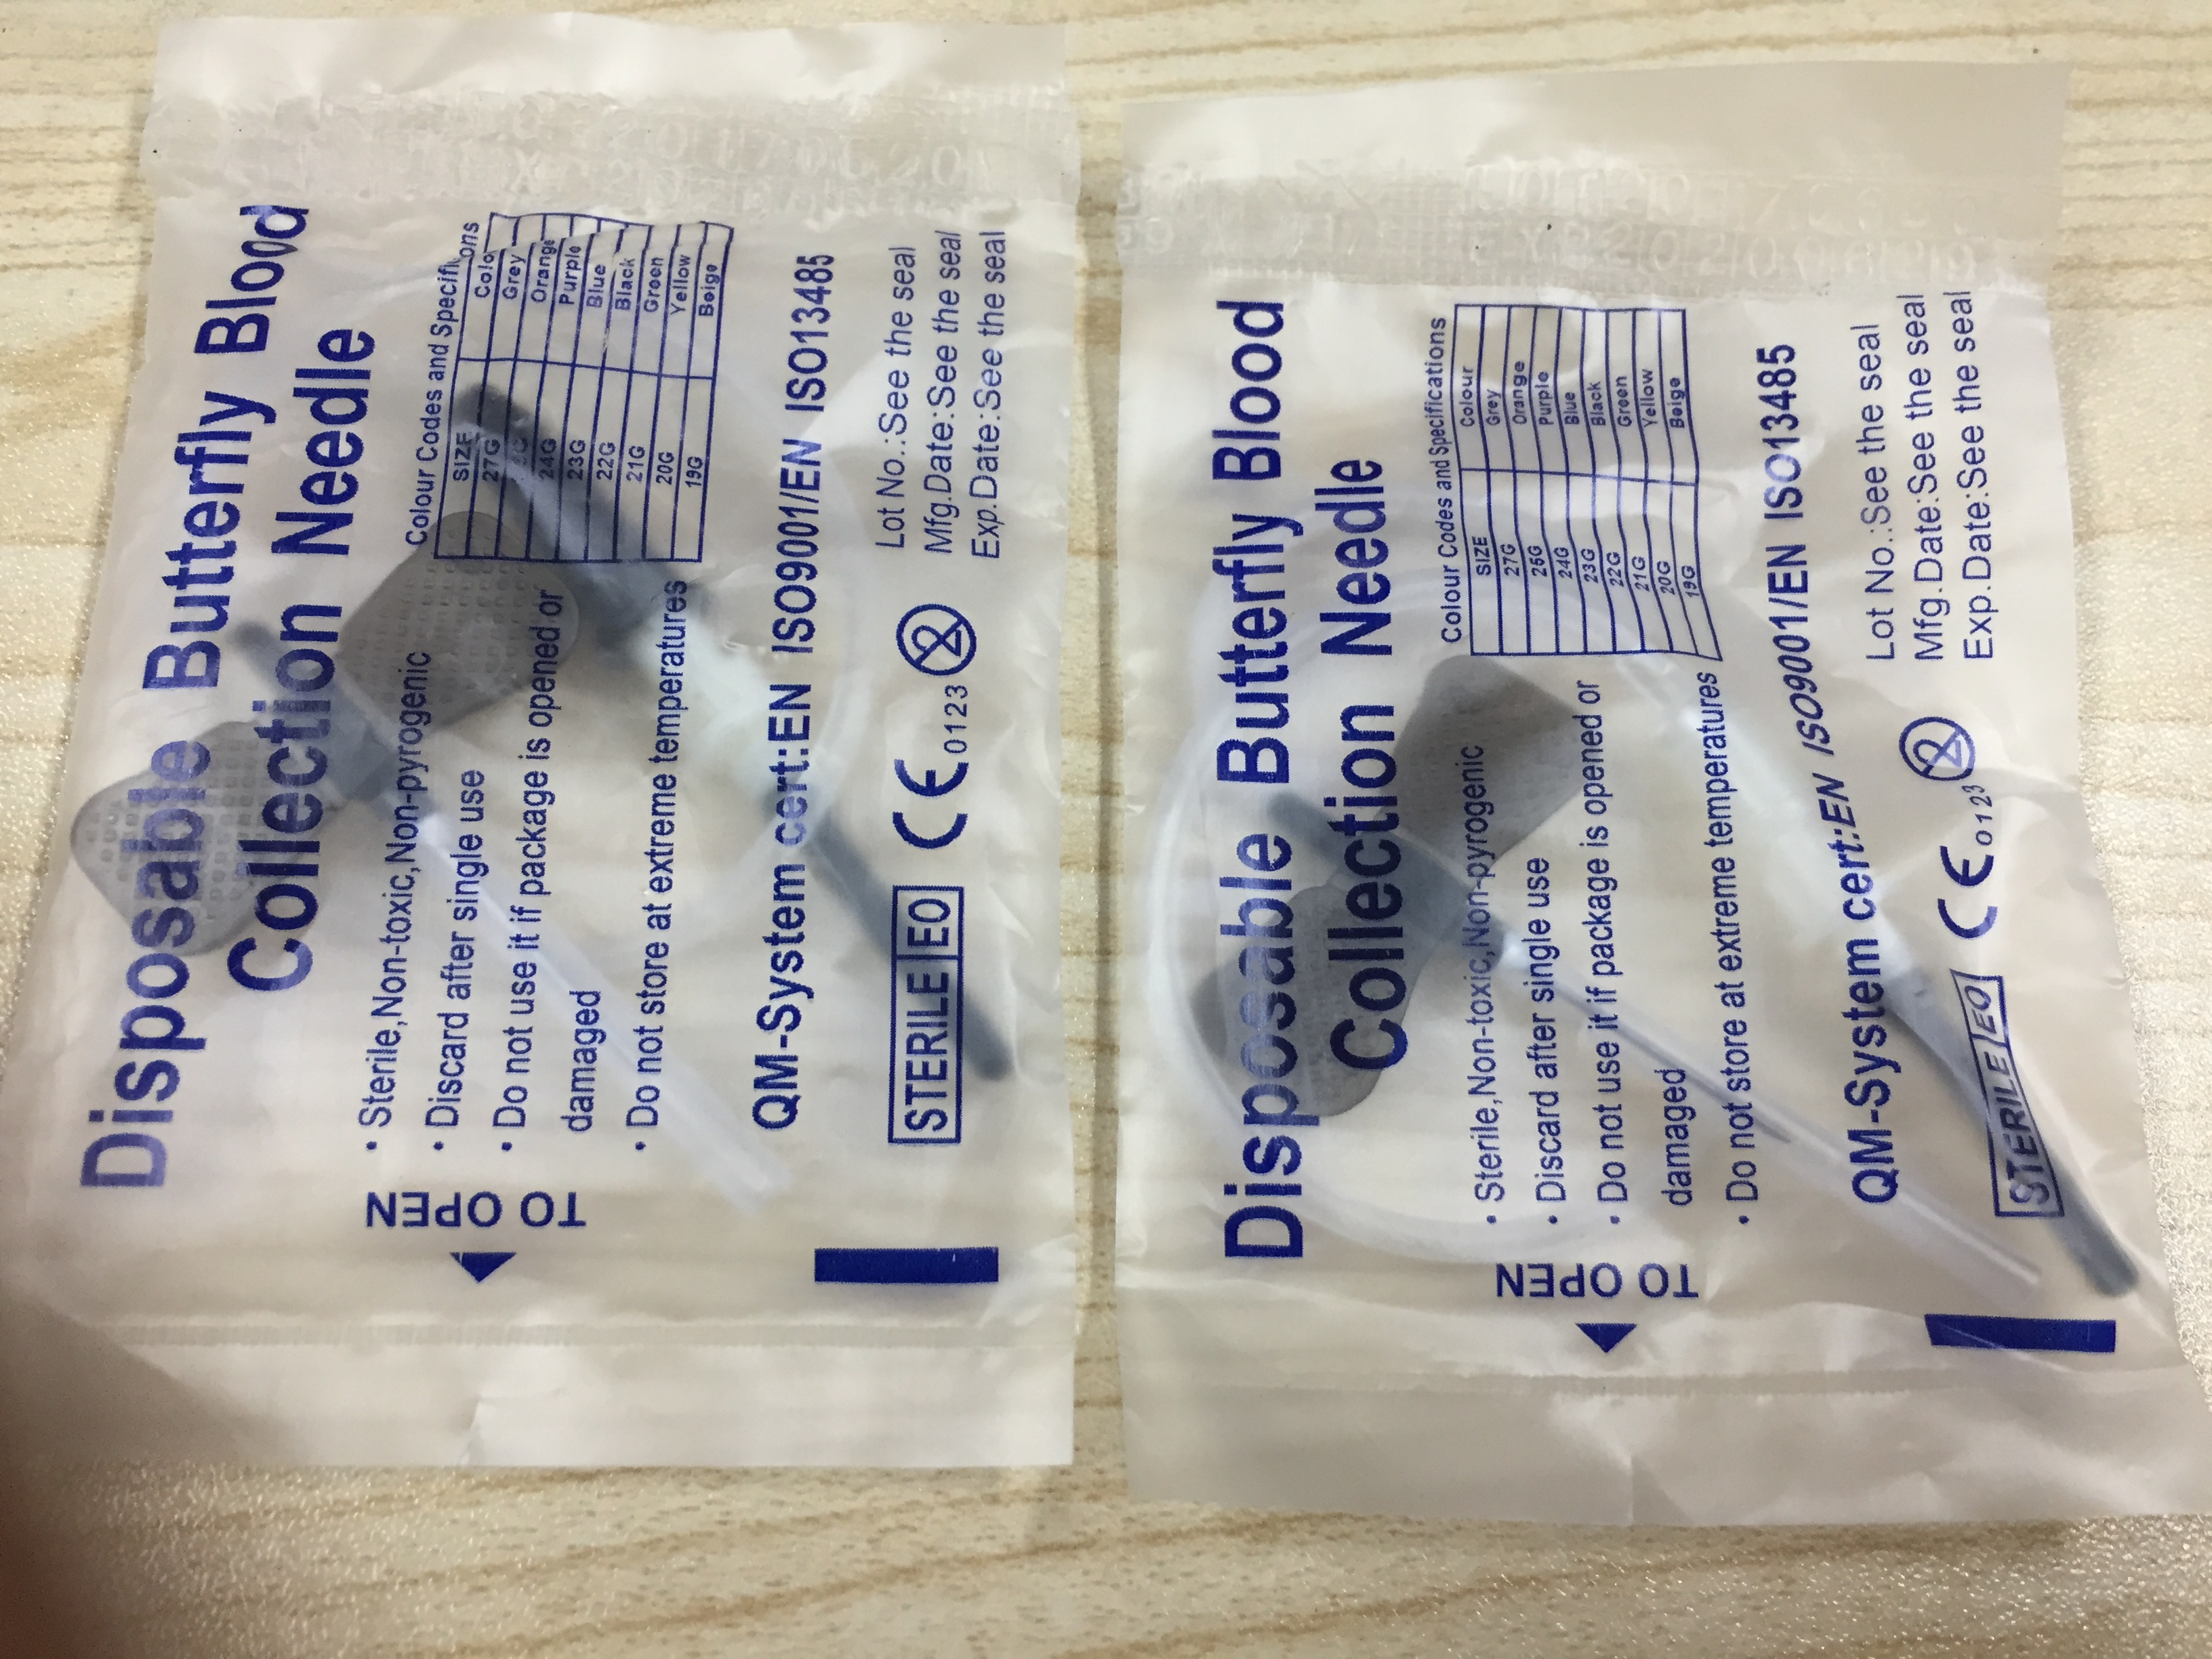 Disposable Butterfly Blood
Collection Needle
• Sterile,Non-toxic,Non-pyrogenic
• Discard after single use
• Do not use it if package is opened or
damaged
• Do not store at extreme temperatures
Colour Codes and Specifications
SIZE Colo
27G Grey
Orange
24G Purple
23G Blue
22G Black
21G Green
20G Yellow
19G Beige
QM-System cert:EN ISO9001/EN ISO13485
STERILE EO CE 0123 2
Lot No.:See the seal
Mfg.Date:See the seal
Exp.Date:See the seal
TO OPEN
Disposable Butterfly Blood
Collection Needle
• Sterile,Non-toxic,Non-pyrogenic
• Discard after single use
• Do not use it if package is opened or
damaged
• Do not store at extreme temperatures
Colour Codes and Specifications
SIZE Colour
27G Grey
25G Orange
24G Purple
23G Blue
22G Black
21G Green
20G Yellow
19G Beige
QM-System cert:EN ISO9001/EN ISO13485
STERILE EO CE 0123 2
Lot No.:See the seal
Mfg.Date:See the seal
Exp.Date:See the seal
TO OPEN